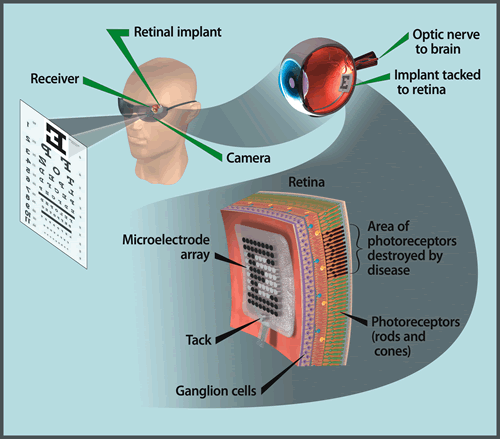 Retinal implant
Receiver
Camera
Optic nerve
to brain
Implant tacked
to retina
Retina
Microelectrode
array
Area of
photoreceptors
destroyed by
disease
Tack
Photoreceptors
(rods and
cones)
Ganglion cells